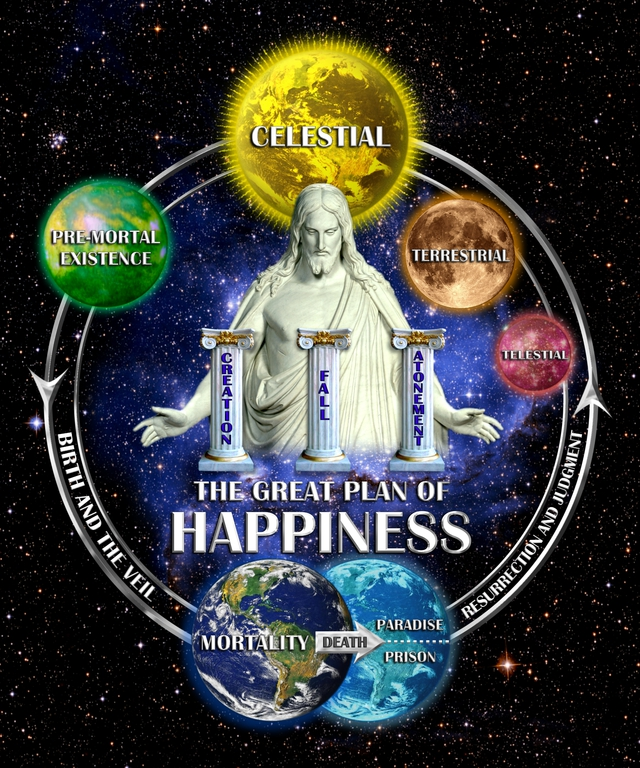 CELESTIAL
PRE-MORTAL
EXISTENCE
TERRESTRIAL
TELESTIAL
CREATION
FALL
ATONEMENT
THE GREAT PLAN OF
HAPPINESS
BIRTH AND THE VEIL
RESURRECTION AND JUDGMENT
MORTALITY
DEATH
PARADISE
PRISON